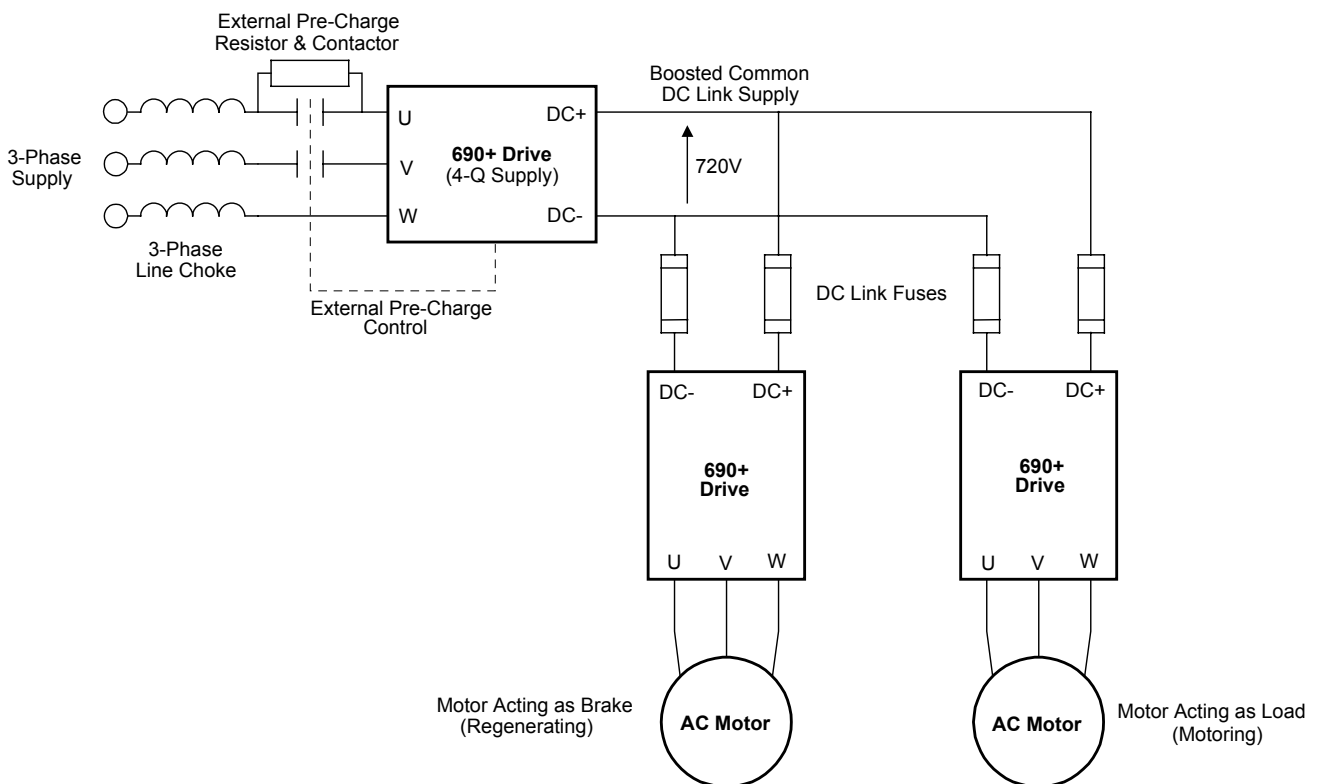 External Pre-Charge
Resistor & Contactor
Boosted Common
DC Link Supply
3-Phase
Supply
U
V
W
690+ Drive
(4-Q Supply)
DC+
DC-
720V
3-Phase
Line Choke
External Pre-Charge
Control
DC Link Fuses
DC- DC+
690+
Drive
U V W
DC- DC+
690+
Drive
U V W
Motor Acting as Brake
(Regenerating)
AC Motor
AC Motor
Motor Acting as Load
(Motoring)